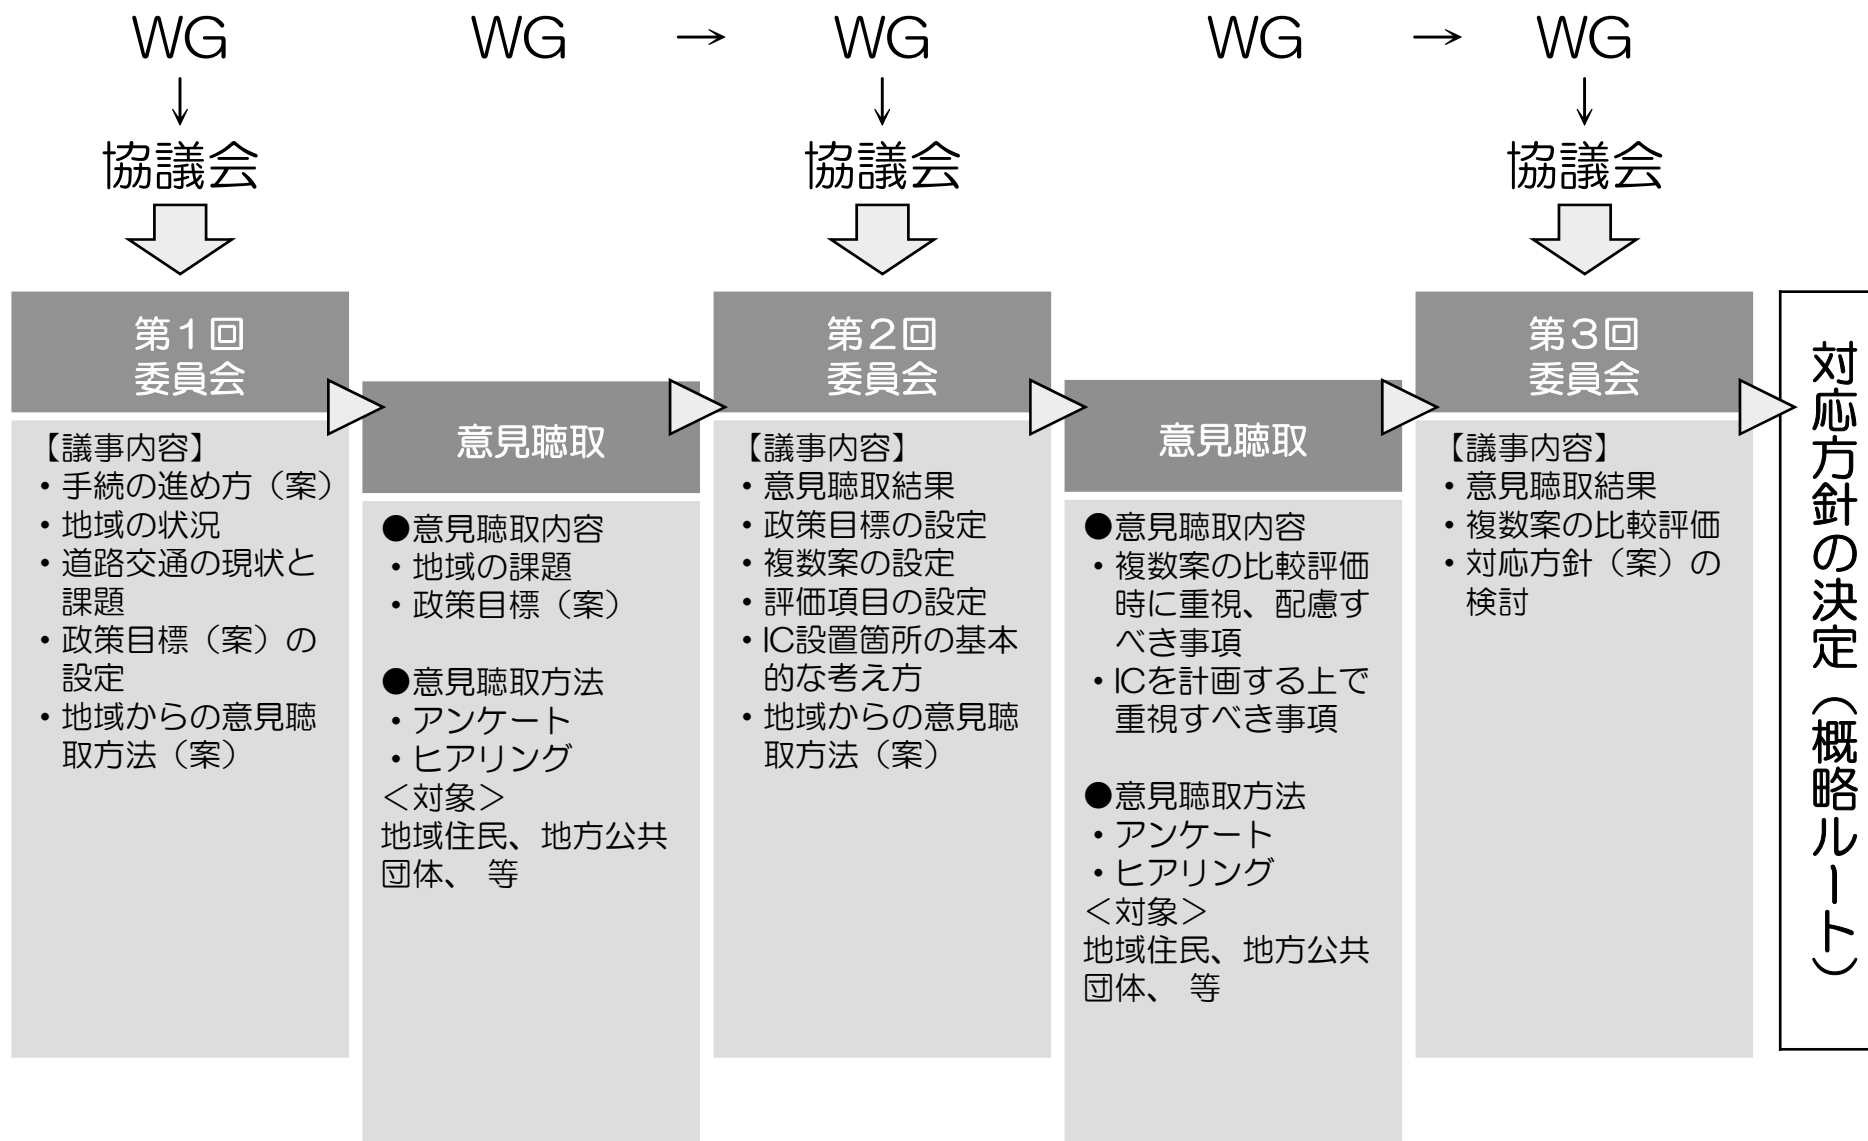 WG
WG → WG
WG → WG
↓
↓
↓
協議会
協議会
協議会
第1回
委員会
【議事内容】
・手続の進め方（案）
・地域の状況
・道路交通の現状と
課題
・政策目標（案）の
設定
・地域からの意見聴
取方法（案）
意見聴取
●意見聴取内容
・地域の課題
・政策目標（案）
●意見聴取方法
・アンケート
・ヒアリング
＜対象＞
地域住民、地方公共
団体、 等
第2回
委員会
【議事内容】
・意見聴取結果
・政策目標の設定
・複数案の設定
・評価項目の設定
・IC設置箇所の基本
的な考え方
・地域からの意見聴
取方法（案）
意見聴取
●意見聴取内容
・複数案の比較評価
時に重視、配慮す
べき事項
・ICを計画する上で
重視すべき事項
●意見聴取方法
・アンケート
・ヒアリング
＜対象＞
地域住民、地方公共
団体、 等
第3回
委員会
【議事内容】
・意見聴取結果
・複数案の比較評価
・対応方針（案）の
検討
対応方針の決定（概略ルート）